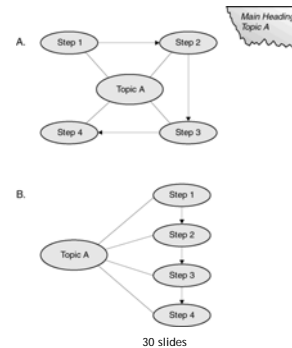 Main Heading
Topic A
A.
Step 1
Step 2
Topic A
Step 4
Step 3
B.
Step 1
Topic A
Step 2
Step 3
Step 4
30 slides